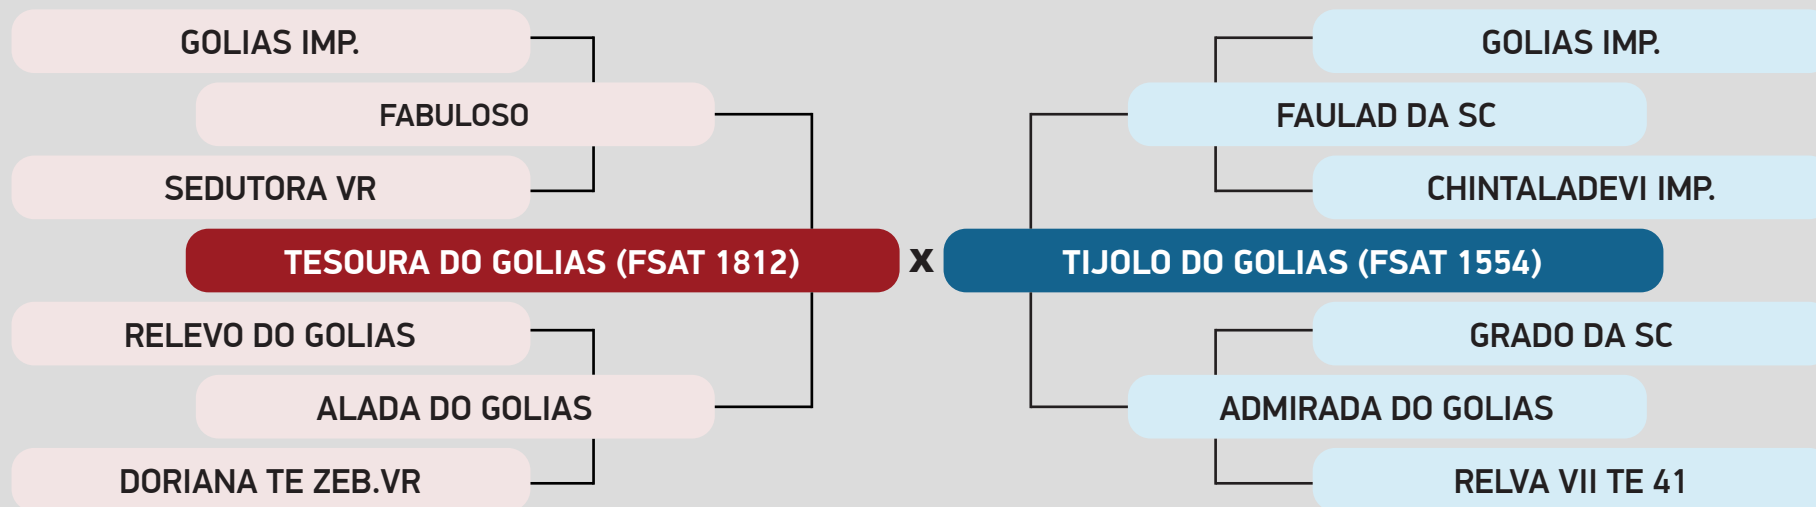 GOLIAS IMP.
GOLIAS IMP.
FABULOSO
FAULAD DA SC
SEDUTORA VR
CHINTALADEVI IMP.
TESOURA DO GOLIAS (FSAT 1812) X TIJOLO DO GOLIAS (FSAT 1554)
RELEVO DO GOLIAS
GRADO DA SC
ALADA DO GOLIAS
ADMIRADA DO GOLIAS
DORIANA TE ZEB.VR
RELVA VII TE 41